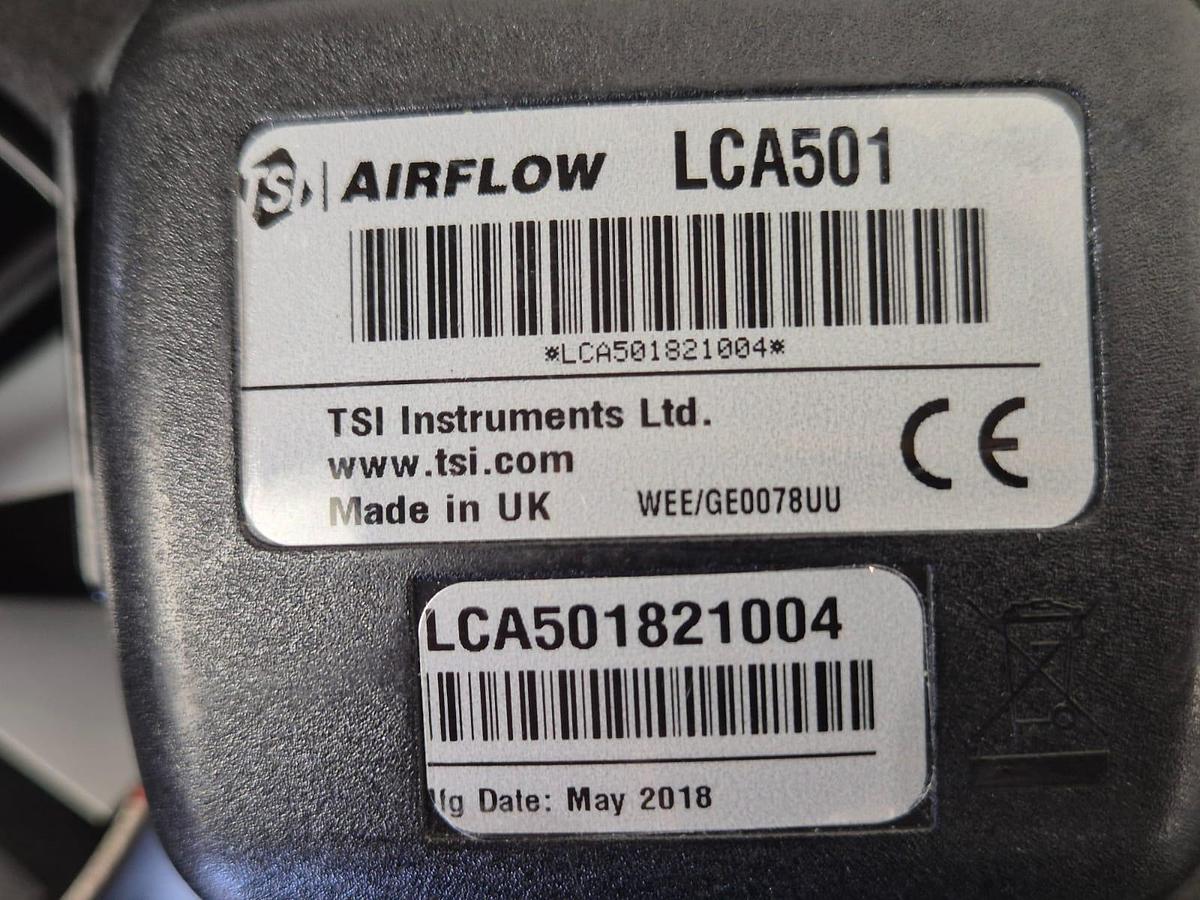 TSI AIRFLOW LCA501
*LCA501821004*
TSI Instruments Ltd.
www.tsi.com
Made in UK WEE/GE0078UU
CE
LCA501821004
fg Date: May 2018